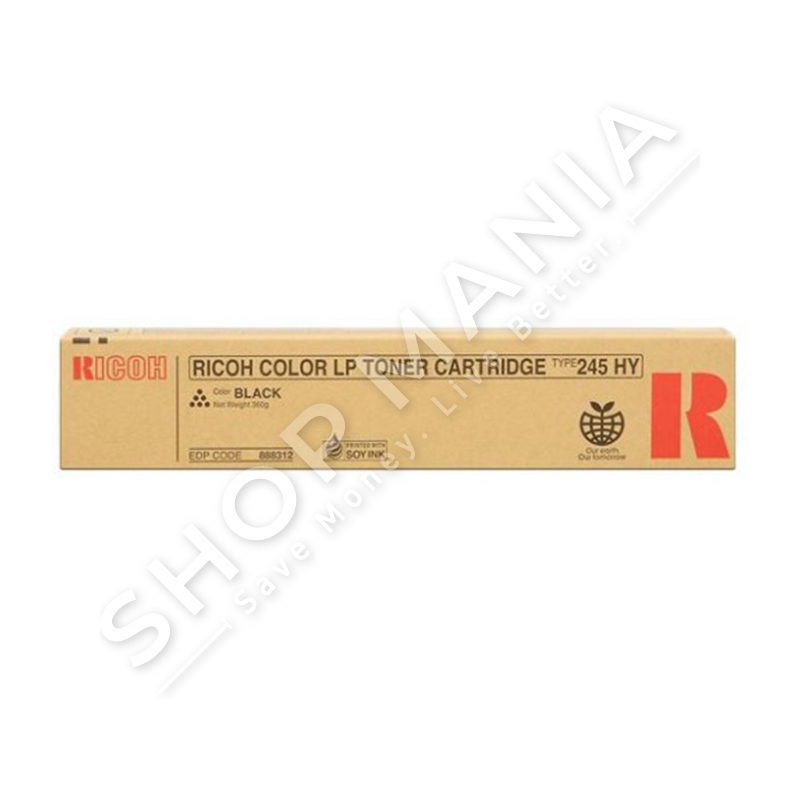 RICOH
RICOH COLOR LP TONER CARTRIDGE TYPE 245 HY
Color BLACK
Net Weight 360g
EDP CODE 888312
PRINTED WITH
SOY INK
Our earth
Our tomorrow
R
SHOP MANIA
Save Money. Live Better.